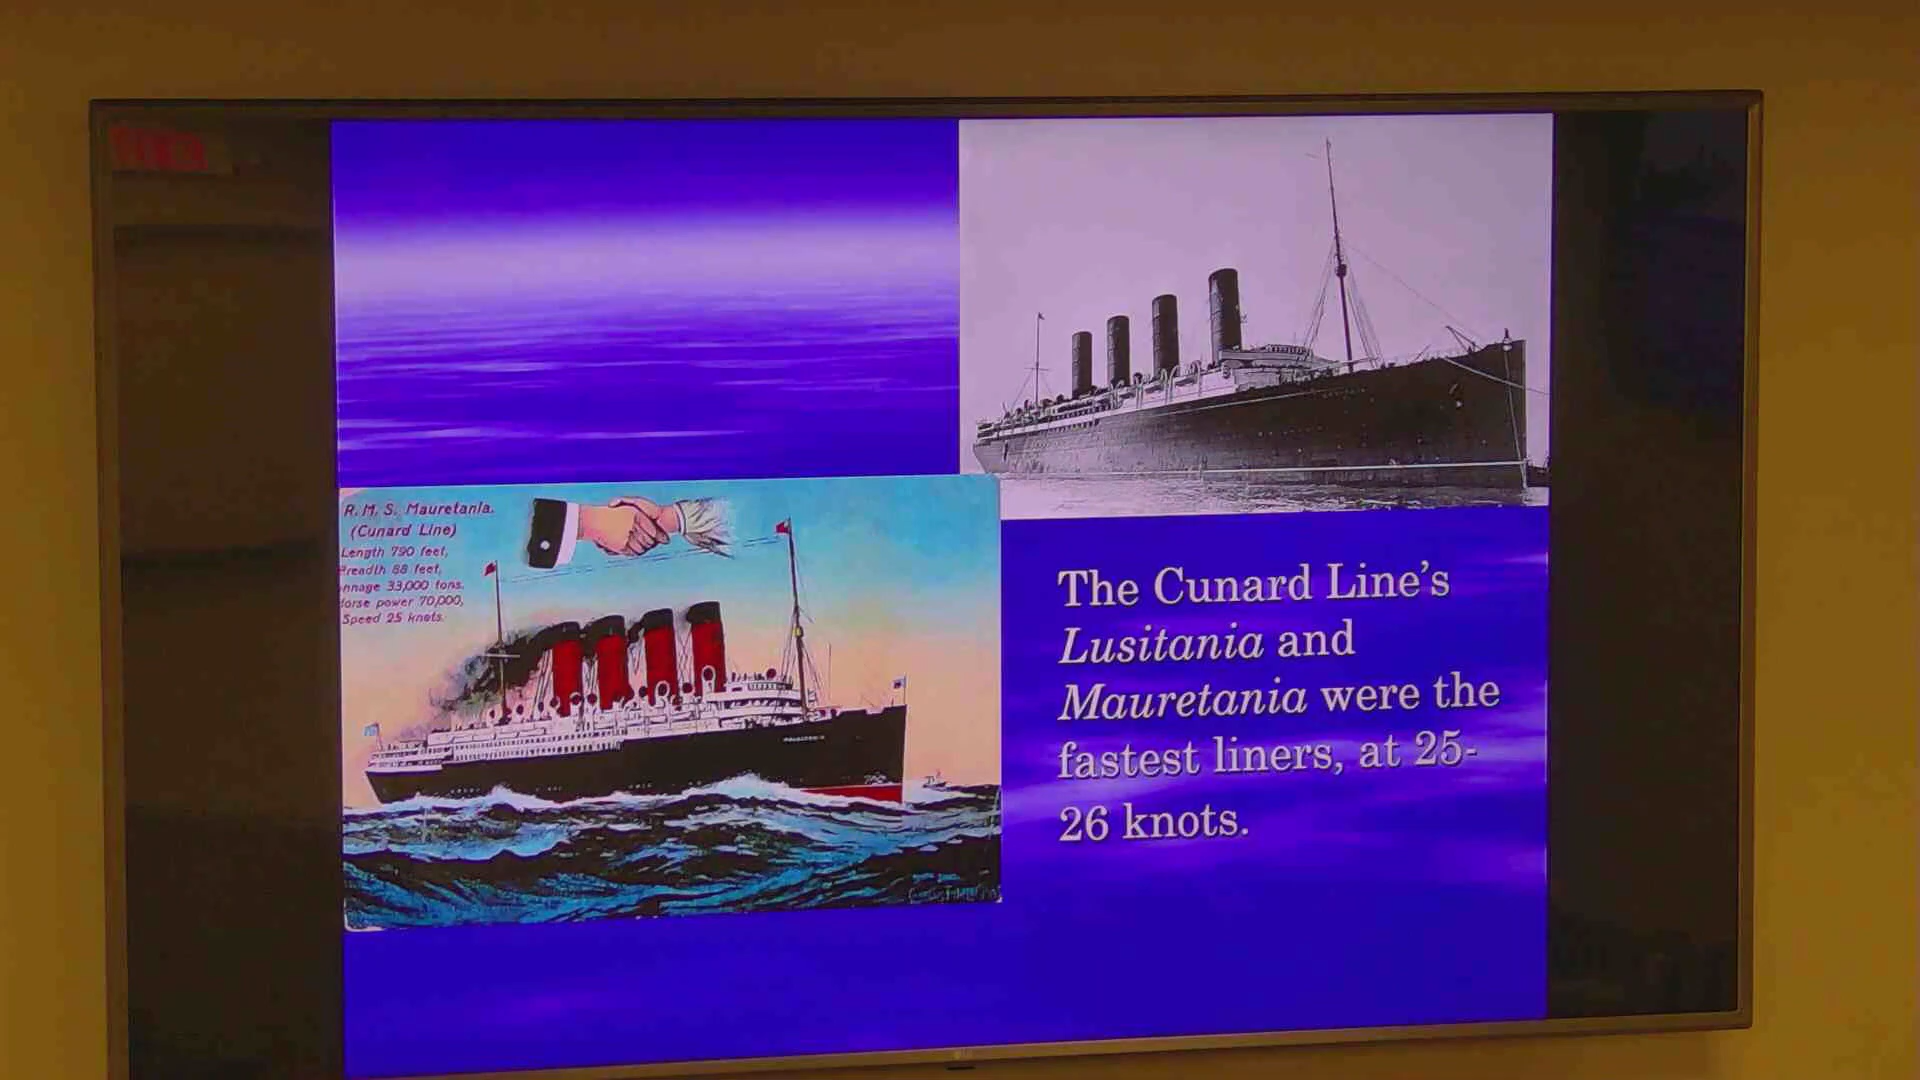 R. M. S. Mauretania.
(Cunard Line)
Length 790 feet,
Breadth 88 feet,
nnage 33,000 tons.
Horse power 70,000,
Speed 25 knots.
The Cunard Line's
Lusitania and
Mauretania were the
fastest liners, at 25-
26 knots.